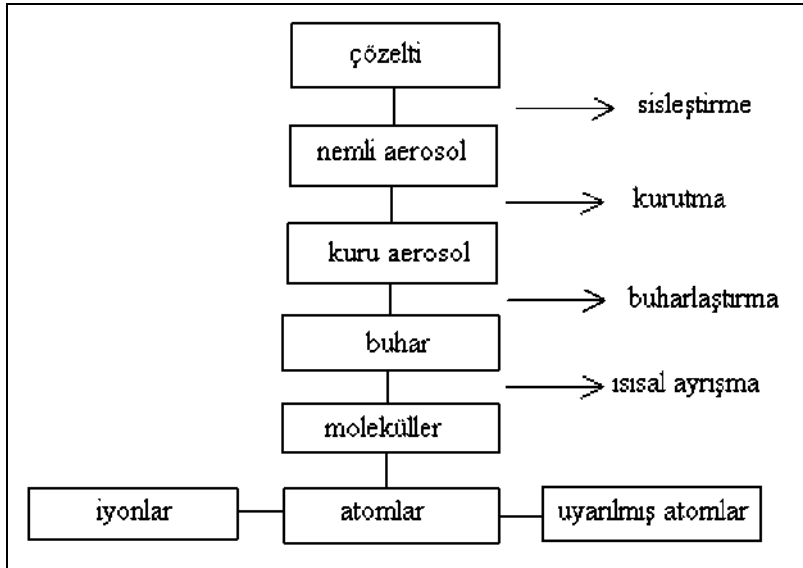 çözelti
sisleştirme
nemli aerosol
kurutma
kuru aerosol
buharlaştırma
buhar
ısısal ayrışma
moleküller
iyonlar
atomlar
uyarılmış atomlar